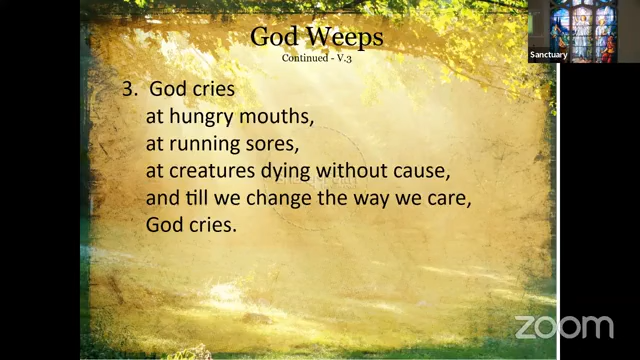 God Weeps
Continued - V.3
3. God cries
at hungry mouths,
at running sores,
at creatures dying without cause,
and till we change the way we care,
God cries.
Sanctuary
zoom